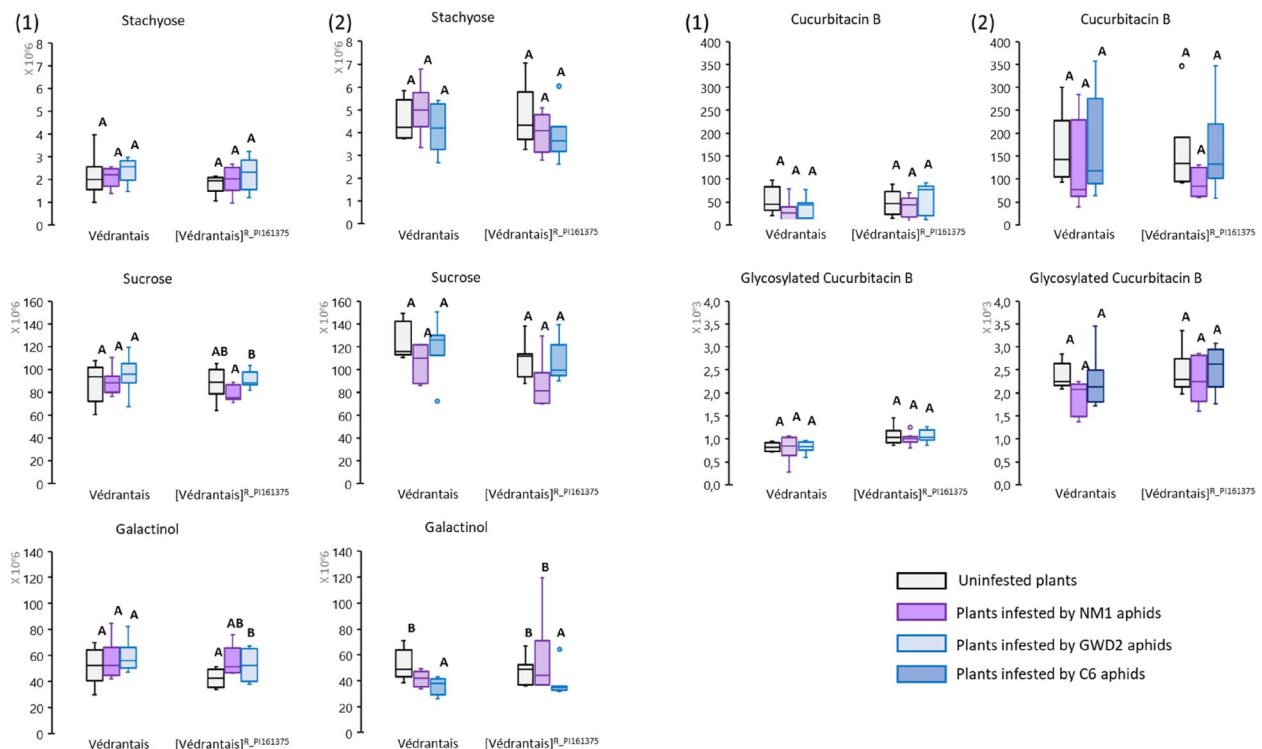 (1)
Stachyose
X 10^6
8
7
6
5
4
3
2
1
0
A
A
A
A
A
A
Védrantais
[Védrantais]R_PI161375
(2)
Stachyose
X 10^6
8
7
6
5
4
3
2
1
0
A
A
A
A
A
A
Védrantais
[Védrantais]R_PI161375
(1)
Cucurbitacin B
400
350
300
250
200
150
100
50
0
A
A
A
A
A
A
Védrantais
[Védrantais]R_PI161375
(2)
Cucurbitacin B
400
350
300
250
200
150
100
50
0
A
A
A
A
A
A
Védrantais
[Védrantais]R_PI161375
Sucrose
X 10^6
160
140
120
100
80
60
40
20
0
A
A
A
AB
A
B
Védrantais
[Védrantais]R_PI161375
Sucrose
X 10^6
160
140
120
100
80
60
40
20
0
A
A
A
A
A
A
Védrantais
[Védrantais]R_PI161375
Glycosylated Cucurbitacin B
X 10^3
4,0
3,5
3,0
2,5
2,0
1,5
1,0
0,5
0,0
A
A
A
A
A
A
Védrantais
[Védrantais]R_PI161375
Glycosylated Cucurbitacin B
X 10^3
4,0
3,5
3,0
2,5
2,0
1,5
1,0
0,5
0,0
A
A
A
A
A
A
Védrantais
[Védrantais]R_PI161375
Galactinol
X 10^6
140
120
100
80
60
40
20
0
A
A
A
A
AB
B
Védrantais
[Védrantais]R_PI161375
Galactinol
X 10^6
140
120
100
80
60
40
20
0
B
A
B
B
A
Védrantais
[Védrantais]R_PI161375
Uninfested plants
Plants infested by NM1 aphids
Plants infested by GWD2 aphids
Plants infested by C6 aphids